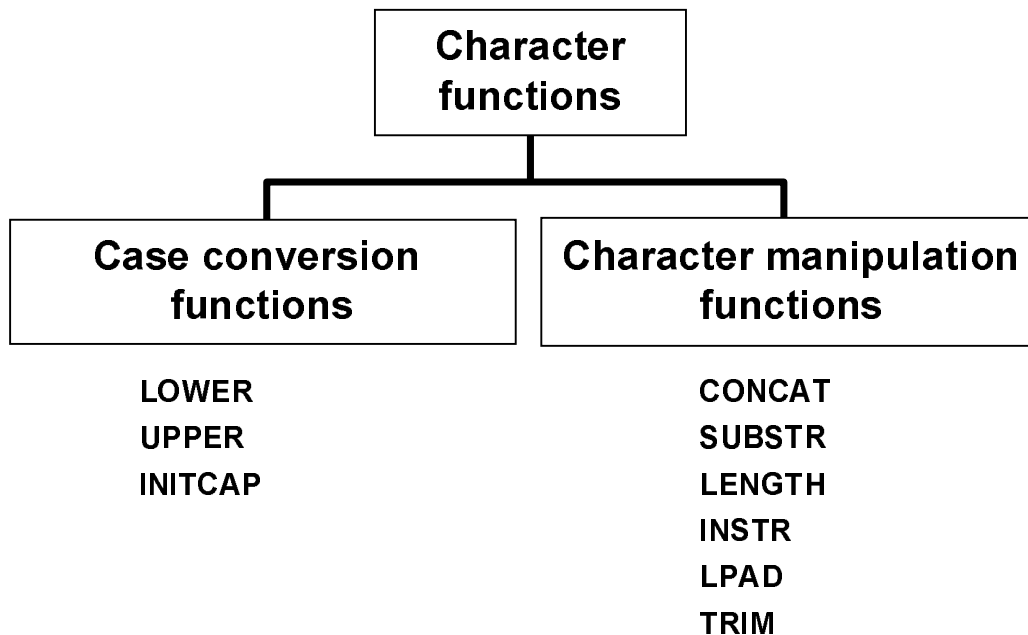 Character
functions
Case conversion
functions
Character manipulation
functions
LOWER
UPPER
INITCAP
CONCAT
SUBSTR
LENGTH
INSTR
LPAD
TRIM